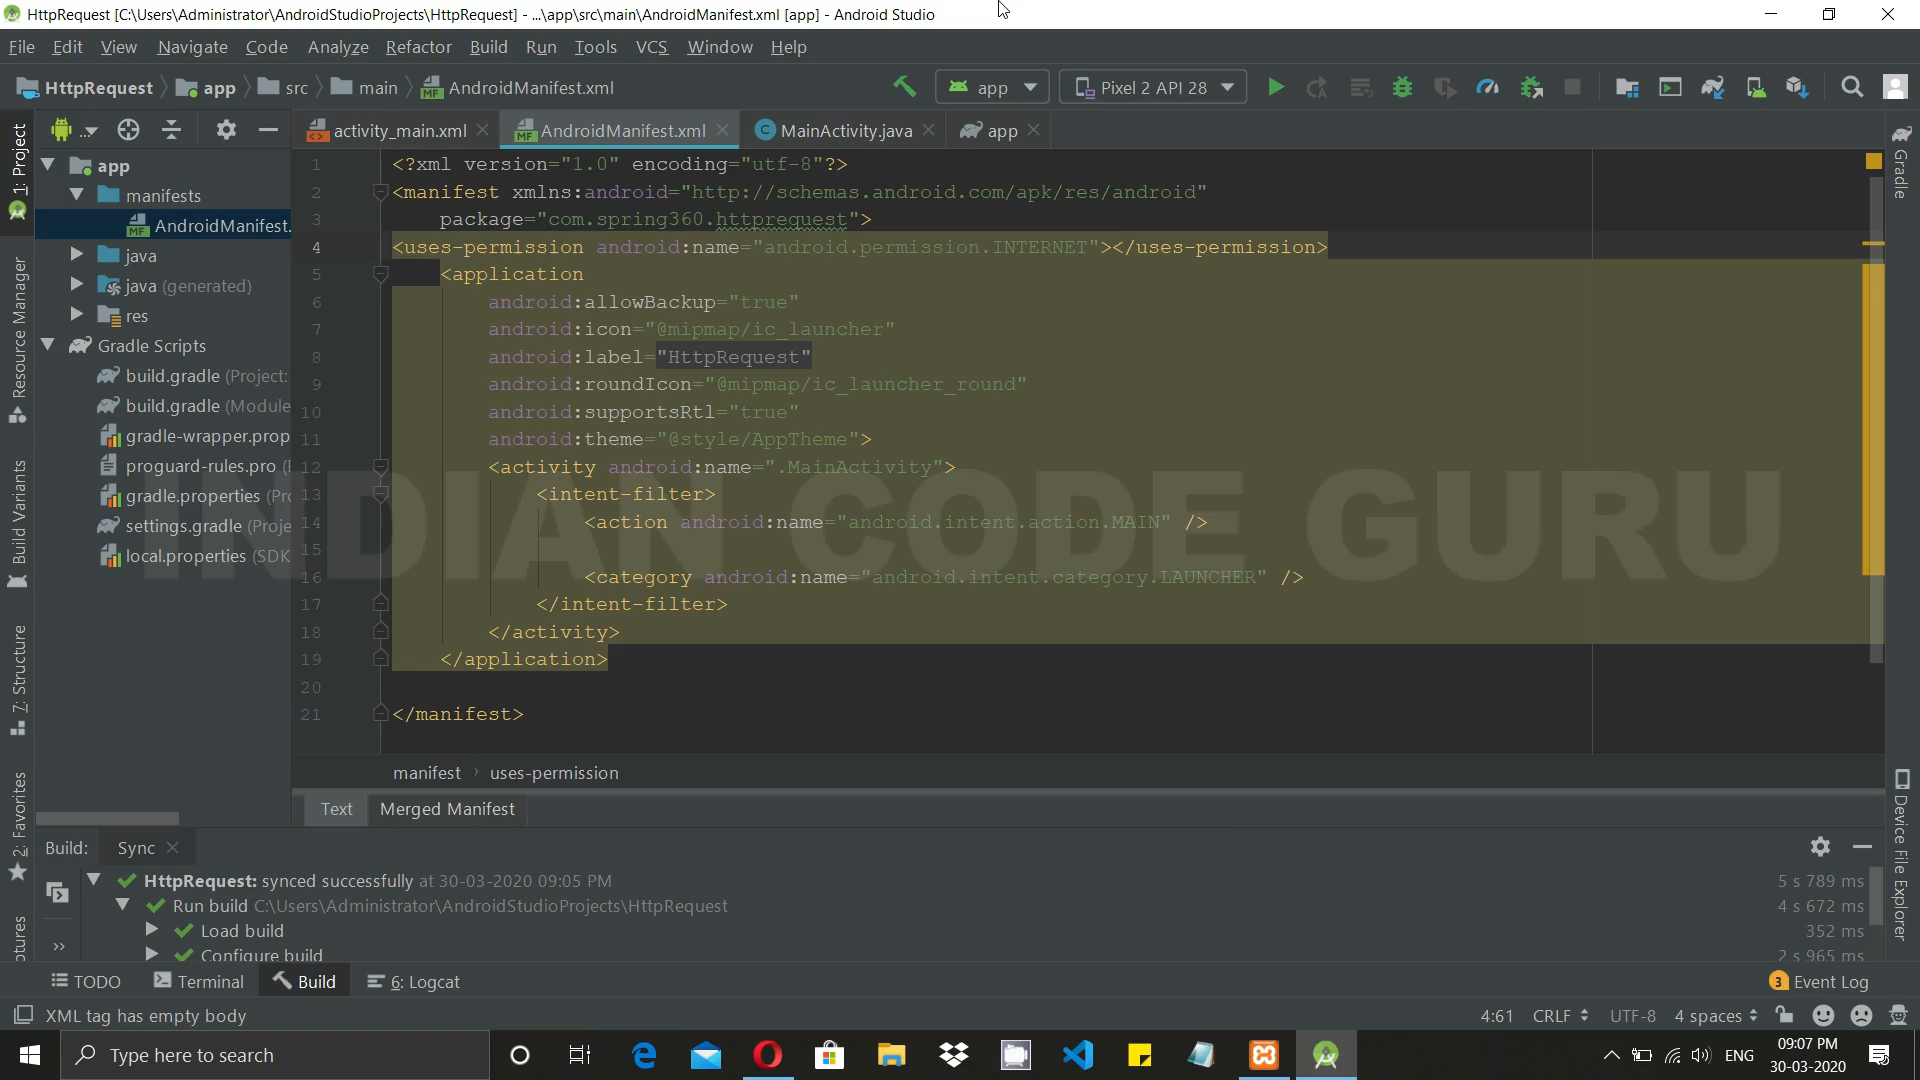 HttpRequest [C:\Users\Administrator\AndroidStudioProjects\HttpRequest] - ...\app\src\main\AndroidManifest.xml [app] - Android Studio
File Edit View Navigate Code Analyze Refactor Build Run Tools VCS Window Help
HttpRequest app src main AndroidManifest.xml app Pixel 2 API 28
1: Project
Resource Manager
Build Variants
7: Structure
2: Favorites
app
manifests
AndroidManifest.
java
java (generated)
res
Gradle Scripts
build.gradle (Project:
build.gradle (Module
gradle-wrapper.prop
proguard-rules.pro
gradle.properties
settings.gradle (Proje
local.properties (SDK
activity_main.xml AndroidManifest.xml MainActivity.java app
1 <?xml version="1.0" encoding="utf-8"?>
2 <manifest xmlns:android="http://schemas.android.com/apk/res/android"
3 package="com.spring360.httprequest">
4 <uses-permission android:name="android.permission.INTERNET"></uses-permission>
5 <application
6 android:allowBackup="true"
7 android:icon="@mipmap/ic_launcher"
8 android:label="HttpRequest"
9 android:roundIcon="@mipmap/ic_launcher_round"
10 android:supportsRtl="true"
11 android:theme="@style/AppTheme">
12 <activity android:name=".MainActivity">
13 <intent-filter>
14 <action android:name="android.intent.action.MAIN" />
15
16 <category android:name="android.intent.category.LAUNCHER" />
17 </intent-filter>
18 </activity>
19 </application>
20
21 </manifest>
INDIAN CODE GURU
manifest uses-permission
Text Merged Manifest
Gradle
Device File Explorer
Build: Sync
HttpRequest: synced successfully at 30-03-2020 09:05 PM 5 s 789 ms
Run build C:\Users\Administrator\AndroidStudioProjects\HttpRequest 4 s 672 ms
Load build 352 ms
Configure build 2 s 965 ms
TODO Terminal Build 6: Logcat 3 Event Log
XML tag has empty body 4:61 CRLF UTF-8 4 spaces
Type here to search ENG 09:07 PM
30-03-2020